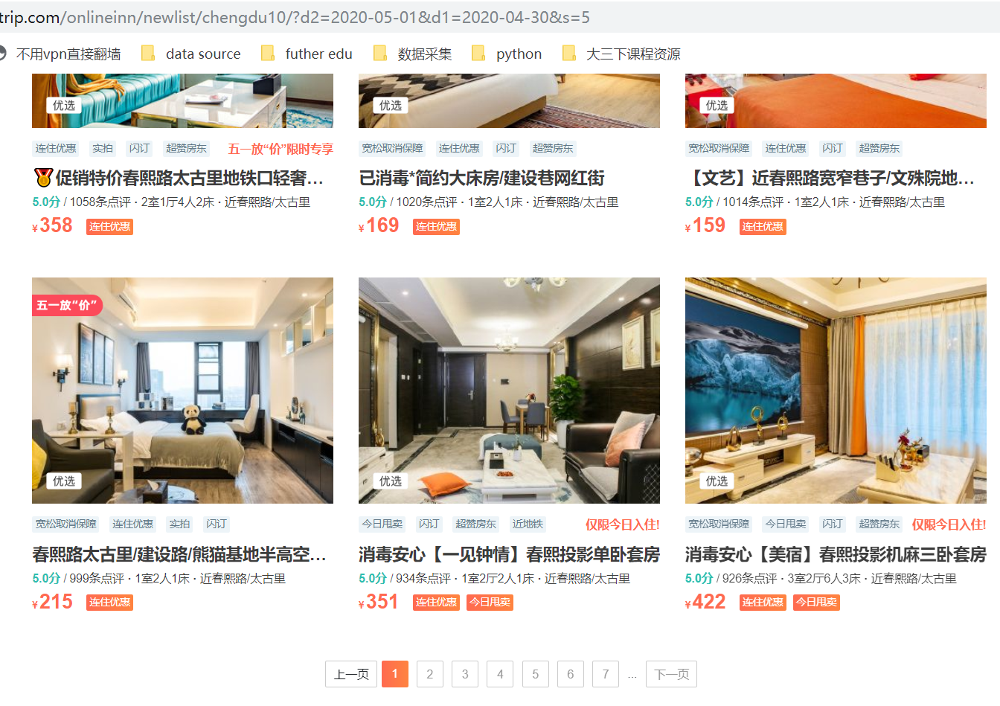 trip.com/onlineinn/newlist/chengdu10/?d2=2020-05-01&d1=2020-04-30&s=5
不用vpn直接翻墙 data source futher edu 数据采集 python 大三下课程资源
优选 优选 优选
连住优惠 实拍 闪订 超赞房东 五一放“价”限时专享
促销特价春熙路太古里地铁口轻奢...
5.0分 / 1058条点评 · 2室1厅4人2床 · 近春熙路/太古里
¥358 连住优惠
宽松取消保障 连住优惠 闪订 超赞房东
已消毒*简约大床房/建设巷网红街
5.0分 / 1020条点评 · 1室2人1床 · 近春熙路/太古里
¥169 连住优惠
宽松取消保障 连住优惠 闪订 超赞房东
【文艺】近春熙路宽窄巷子/文殊院地...
5.0分 / 1014条点评 · 1室2人1床 · 近春熙路/太古里
¥159 连住优惠
五一放“价”
优选
宽松取消保障 连住优惠 实拍 闪订
春熙路太古里/建设路/熊猫基地半高空...
5.0分 / 999条点评 · 1室2人1床 · 近春熙路/太古里
¥215 连住优惠
优选
今日甩卖 闪订 超赞房东 近地铁 仅限今日入住!
消毒安心【一见钟情】春熙投影单卧套房
5.0分 / 934条点评 · 1室2厅2人1床 · 近春熙路/太古里
¥351 连住优惠 今日甩卖
优选
宽松取消保障 今日甩卖 闪订 超赞房东 仅限今日入住!
消毒安心【美宿】春熙投影机麻三卧套房
5.0分 / 926条点评 · 3室2厅6人3床 · 近春熙路/太古里
¥422 连住优惠 今日甩卖
上一页 1 2 3 4 5 6 7 ... 下一页